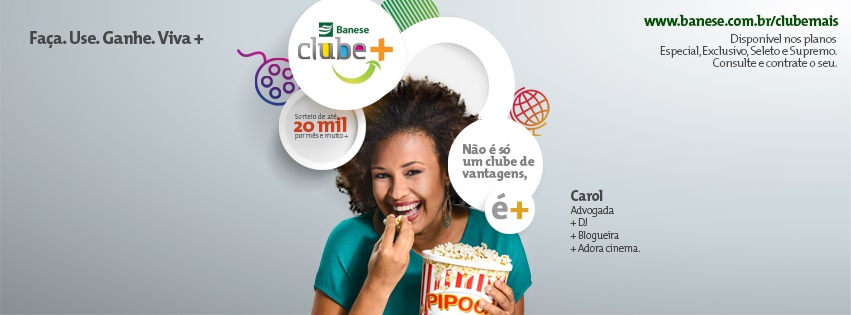 Faça. Use. Ganhe. Viva +
Banese
clube+
Sorteio de até
20 mil
por mês e muito +
Não é só
um clube de
vantagens,
é+
www.banese.com.br/clubemais
Disponível nos planos
Especial, Exclusivo, Seleto e Supremo.
Consulte e contrate o seu.
Carol
Advogada
+ DJ
+ Blogueira
+ Adora cinema.
PIPOC